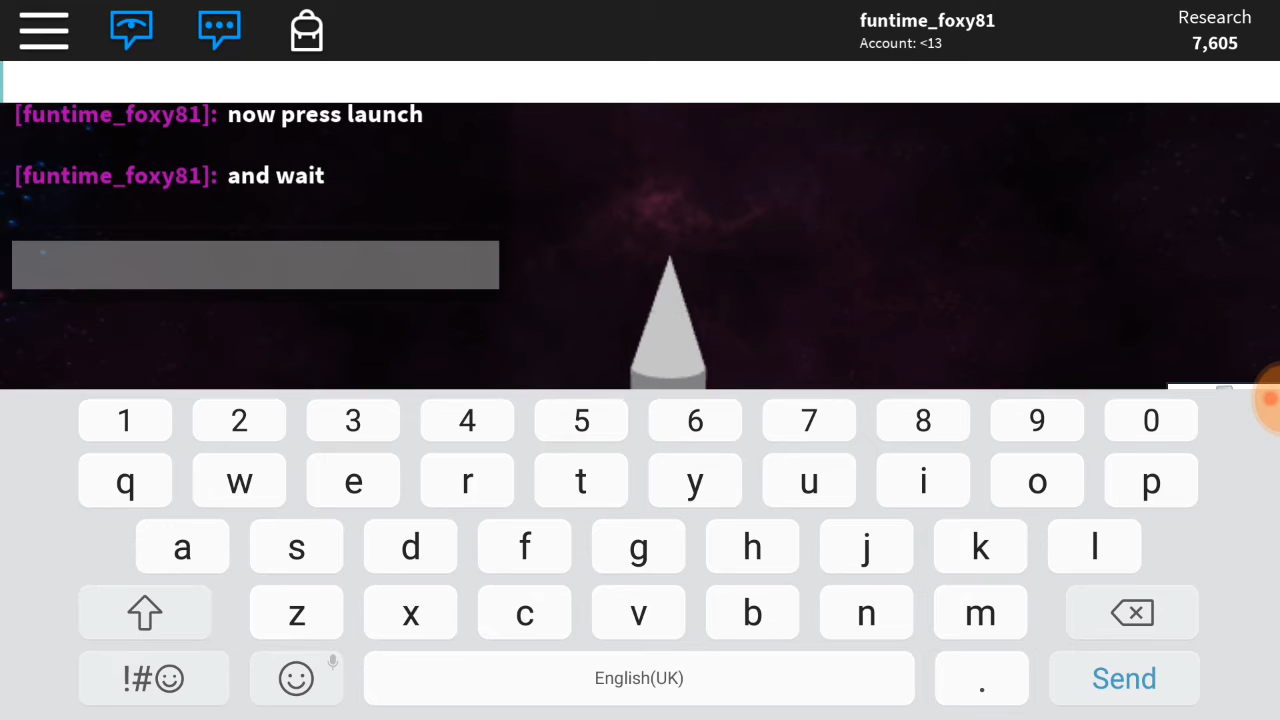 funtime_foxy81
Account: <13
Research
7,605
[funtime_foxy81]: now press launch
[funtime_foxy81]: and wait
1 2 3 4 5 6 7 8 9 0
q w e r t y u i o p
a s d f g h j k l
z x c v b n m
!#☺ English(UK) . Send